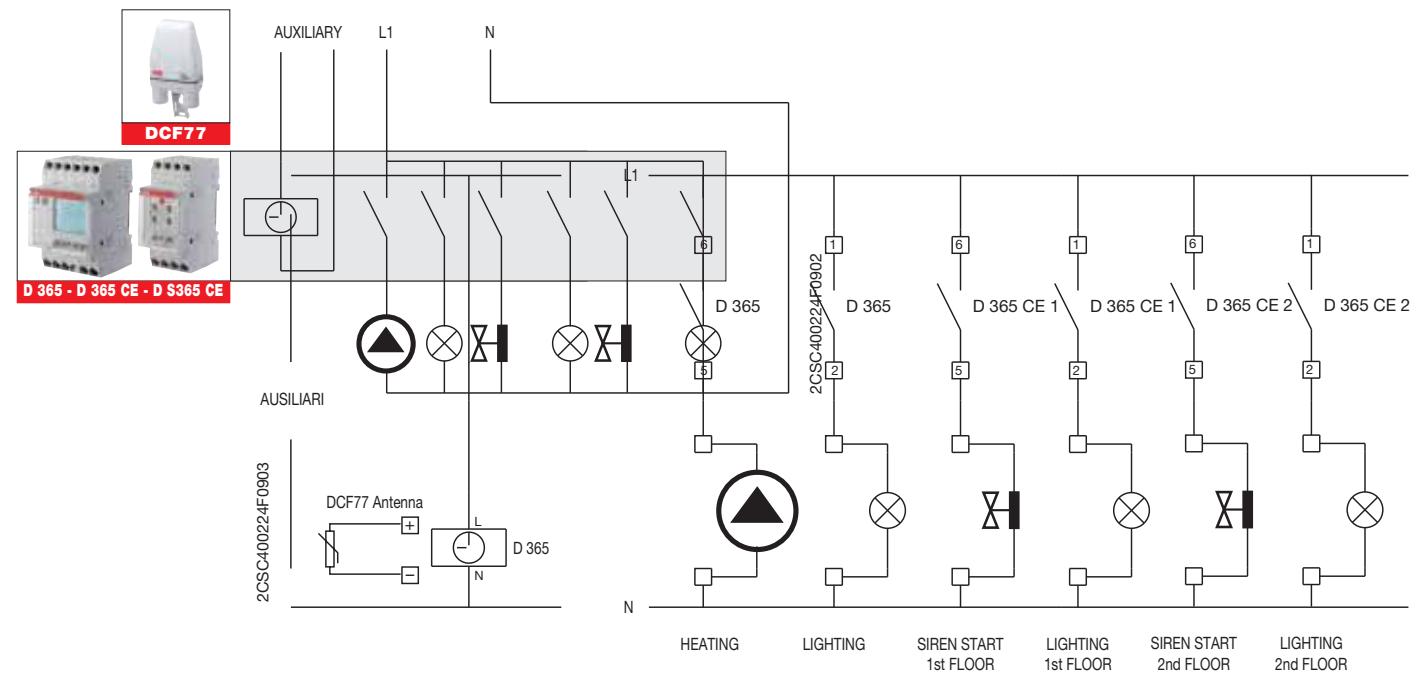 AUXILIARY L1 N
DCF77
L1
6 1 6 1 6 1
D 365 - D 365 CE - D S365 CE
D 365 D 365 D 365 CE 1 D 365 CE 1 D 365 CE 2 D 365 CE 2
2CSC400224F0902
5 2 5 2 5 2
AUSILIARI
2CSC400224F0903
DCF77 Antenna
+
L
D 365
−
N
N
HEATING
LIGHTING
SIREN START
1st FLOOR
LIGHTING
1st FLOOR
SIREN START
2nd FLOOR
LIGHTING
2nd FLOOR